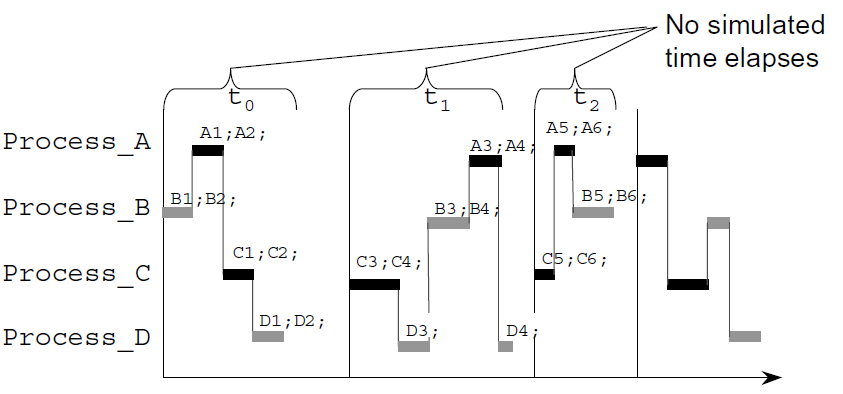 No simulated
time elapses
t0 t1 t2
Process_A A1;A2; A3;A4; A5;A6;
Process_B B1;B2; B3;B4; B5;B6;
Process_C C1;C2; C3;C4; C5;C6;
Process_D D1;D2; D3; D4;